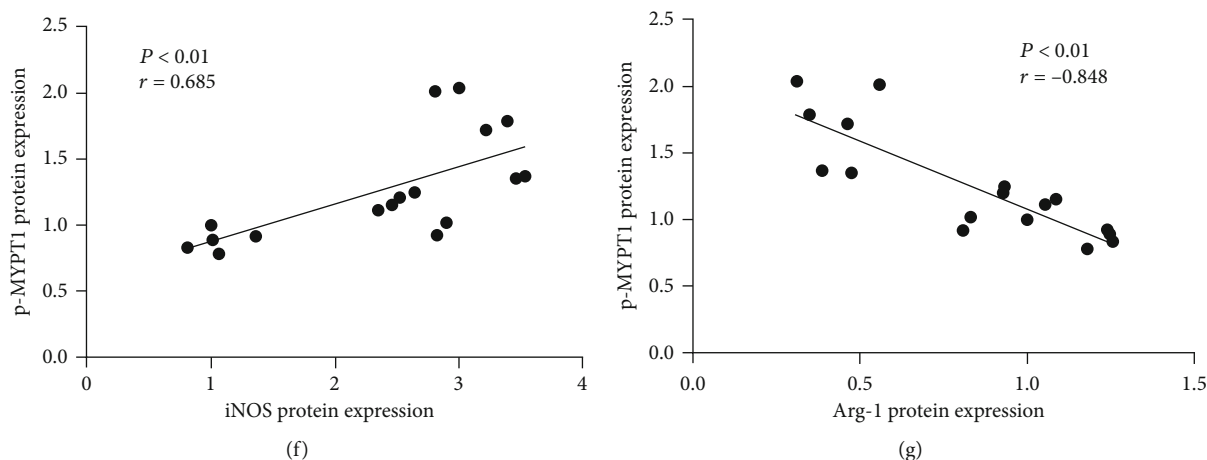 2.5
2.0
1.5
1.0
0.5
0.0
p-MYPT1 protein expression
P < 0.01
r = 0.685
0 1 2 3 4
iNOS protein expression
(f)
2.5
2.0
1.5
1.0
0.5
0.0
p-MYPT1 protein expression
P < 0.01
r = –0.848
0.0 0.5 1.0 1.5
Arg-1 protein expression
(g)